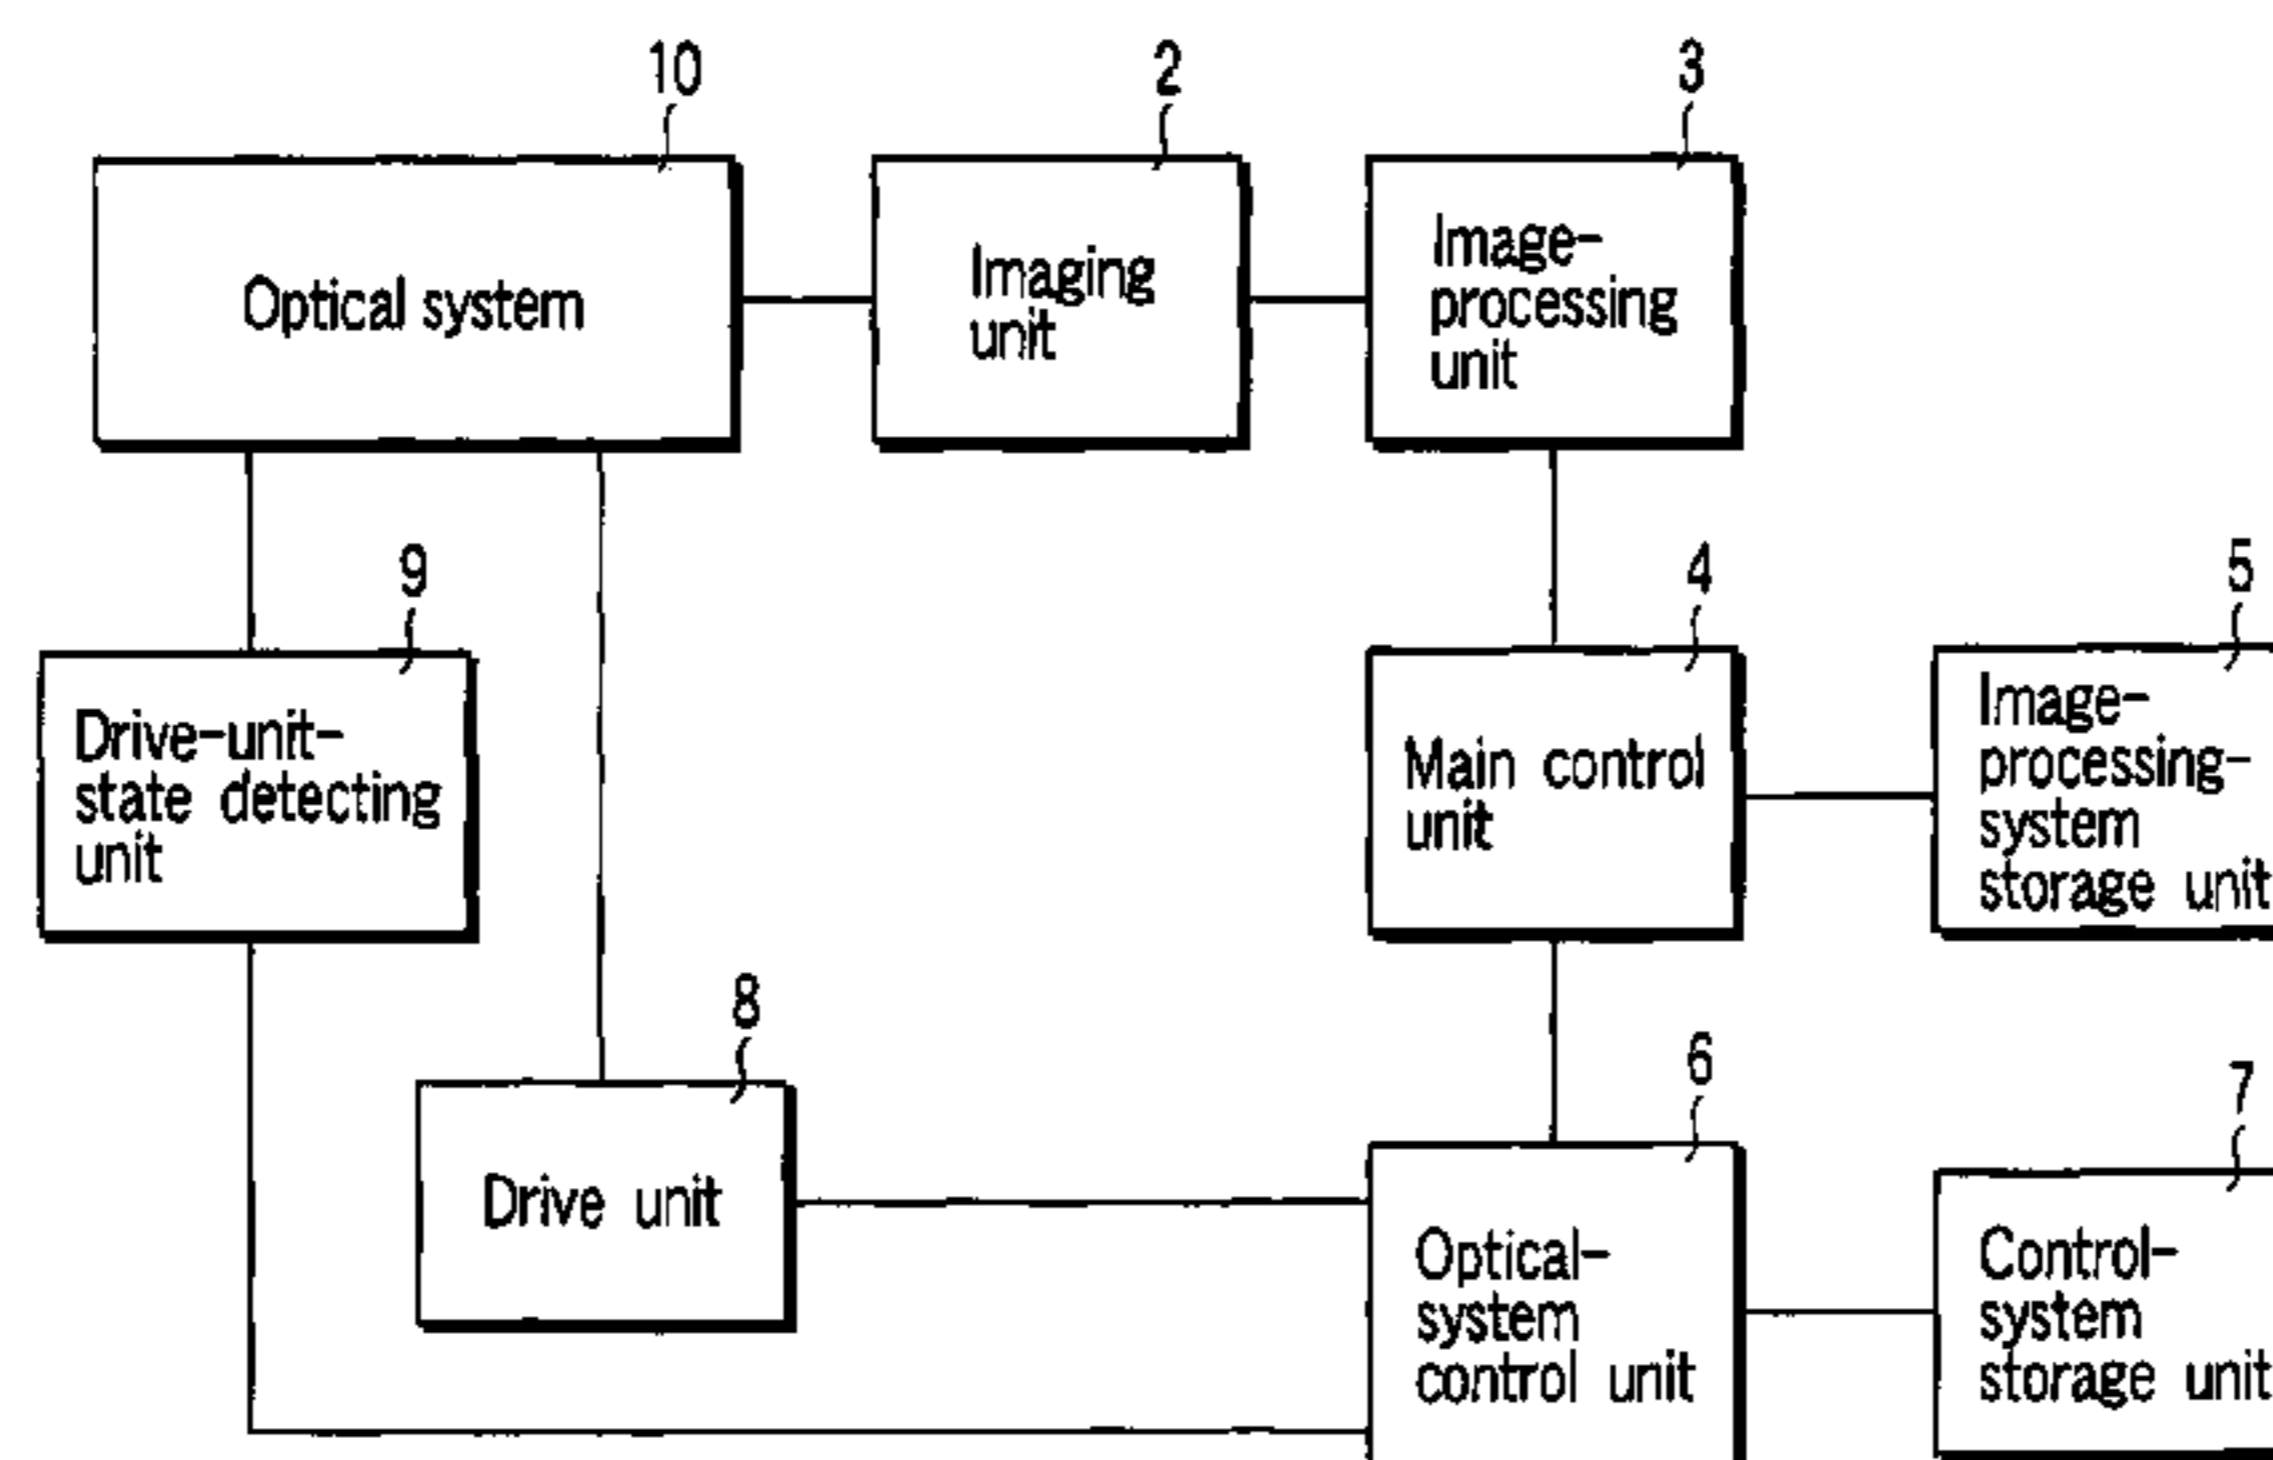 10
2
3
Optical system
Imaging
unit
Image-
processing
unit
9
4
5
Drive-unit-
state detecting
unit
Main control
unit
Image-
processing-
system
storage unit
8
6
7
Drive unit
Optical-
system
control unit
Control-
system
storage unit